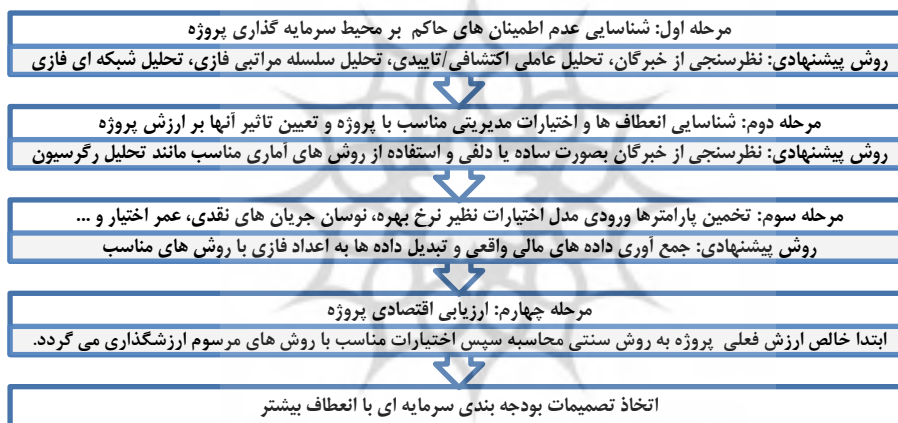 مرحله اول: شناسایی عدم اطمینان های حاکم بر محیط سرمایه گذاری پروژه
روش پیشنهادی: نظرسنجی از خبرگان، تحلیل عاملی اکتشافی/تاییدی، تحلیل سلسله مراتبی فازی، تحلیل شبکه ای فازی
مرحله دوم: شناسایی انعطاف ها و اختیارات مدیریتی مناسب با پروژه و تعیین تاثیر آنها بر ارزش پروژه
روش پیشنهادی: نظرسنجی از خبرگان بصورت ساده یا دلفی و استفاده از روش های آماری مناسب مانند تحلیل رگرسیون
مرحله سوم: تخمین پارامترها ورودی مدل اختیارات نظیر نرخ بهره، نوسان جریان های نقدی، عمر اختیار و ...
روش پیشنهادی: جمع آوری داده های مالی واقعی و تبدیل داده ها به اعداد فازی با روش های مناسب
مرحله چهارم: ارزیابی اقتصادی پروژه
ابتدا خالص ارزش فعلی پروژه به روش سنتی محاسبه سپس اختیارات مناسب با روش های مرسوم ارزشگذاری می گردد.
اتخاذ تصمیمات بودجه بندی سرمایه ای با انعطاف بیشتر